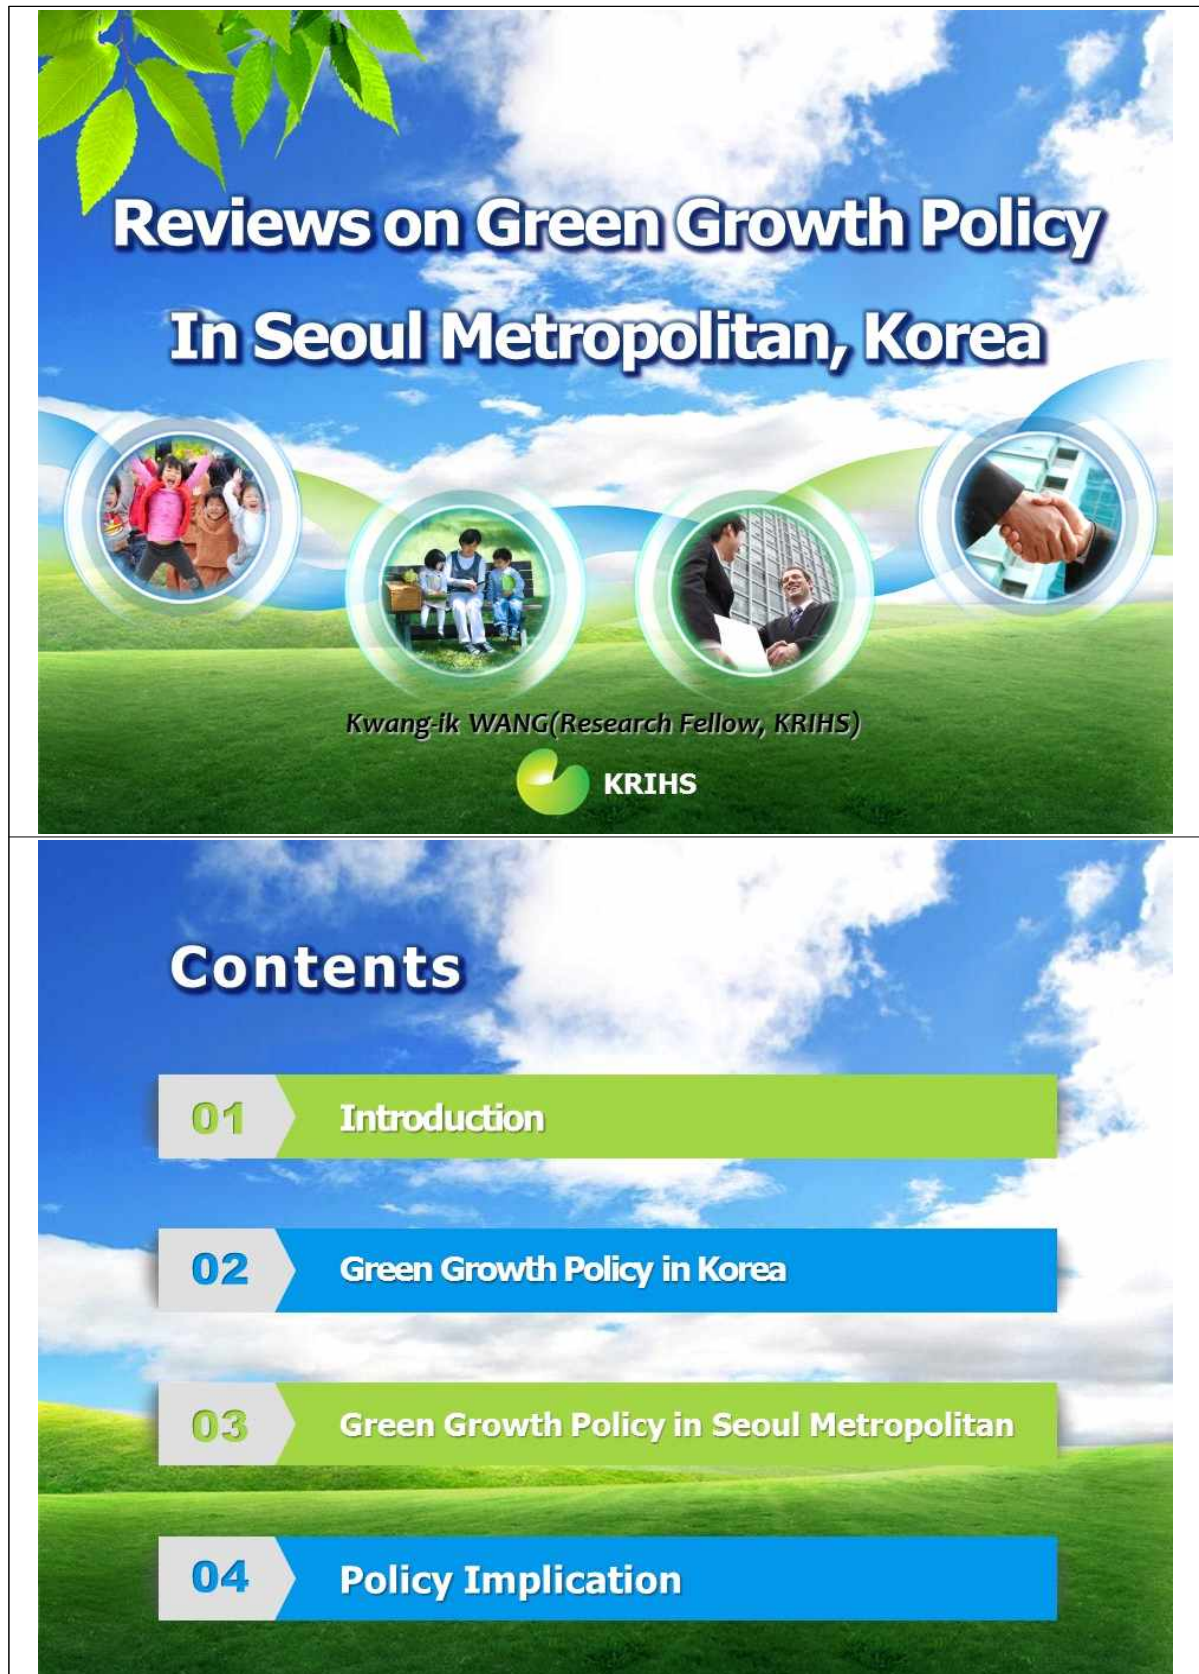 Reviews on Green Growth Policy
In Seoul Metropolitan, Korea
Kwang-ik WANG(Research Fellow, KRIHS)
KRIHS
Contents
01 Introduction
02 Green Growth Policy in Korea
03 Green Growth Policy in Seoul Metropolitan
04 Policy Implication